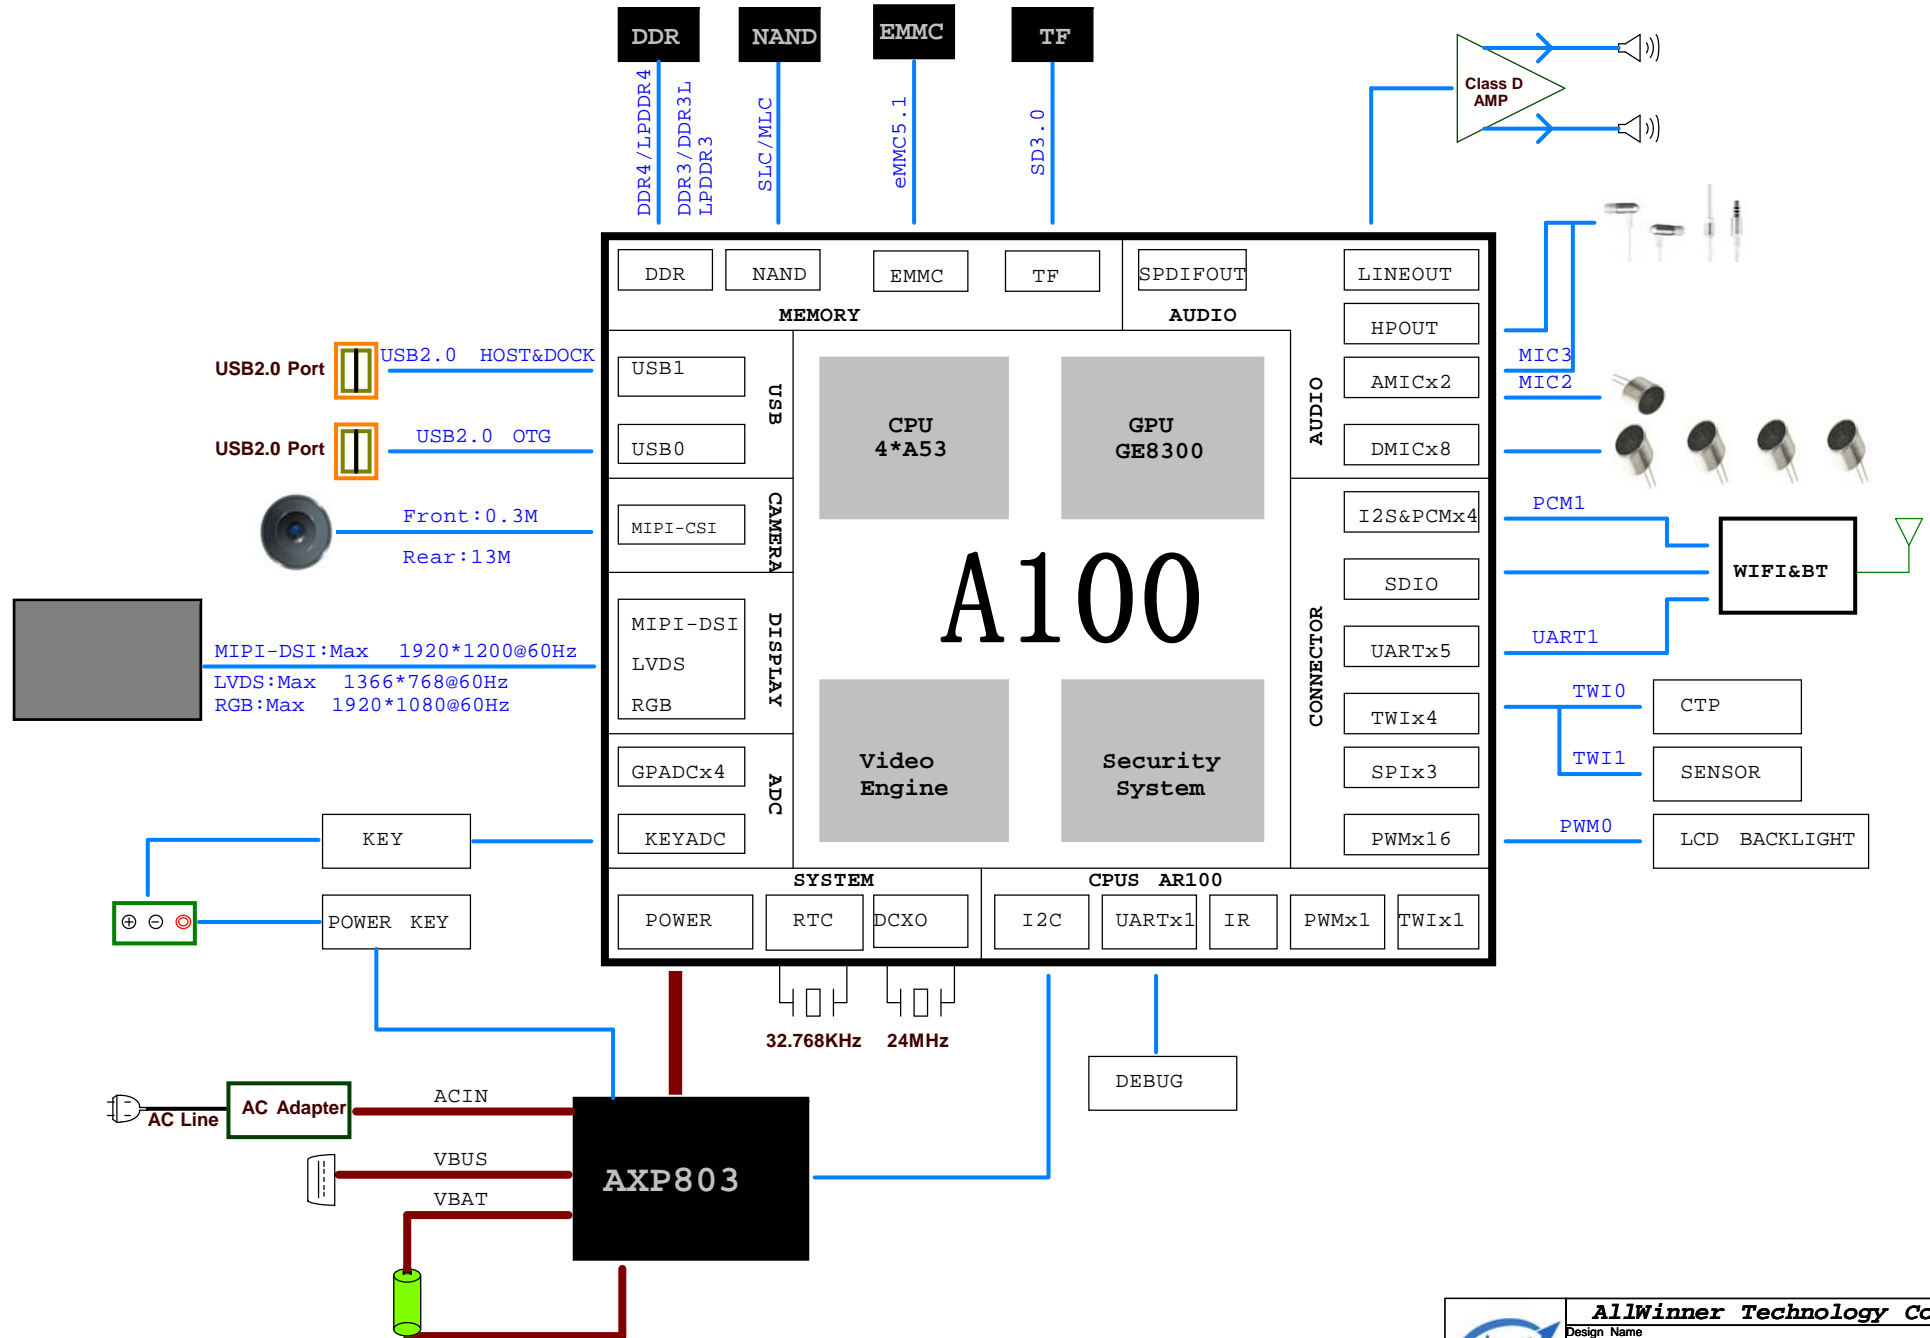 DDR
NAND
EMMC
TF
DDR4/LPDDR4
DDR3/DDR3L
LPDDR3
SLC/MLC
eMMC5.1
SD3.0
Class D
AMP
DDR
NAND
EMMC
TF
SPDIFOUT
LINEOUT
MEMORY
AUDIO
HPOUT
USB2.0 Port
USB2.0 HOST&DOCK
USB1
USB
USB2.0 Port
USB2.0 OTG
USB0
CPU
4*A53
GPU
GE8300
AUDIO
AMICx2
MIC3
MIC2
DMICx8
Front:0.3M
Rear:13M
MIPI-CSI
CAMERA
A100
I2S&PCMx4
PCM1
SDIO
WIFI&BT
CONNECTOR
UARTx5
UART1
MIPI-DSI:Max 1920*1200@60Hz
LVDS:Max 1366*768@60Hz
RGB:Max 1920*1080@60Hz
MIPI-DSI
LVDS
RGB
DISPLAY
TWIx4
TWI0
CTP
TWI1
SENSOR
SPIx3
GPADCx4
ADC
KEYADC
Video
Engine
Security
System
PWMx16
PWM0
LCD BACKLIGHT
KEY
POWER KEY
SYSTEM
CPUS AR100
POWER
RTC
DCXO
I2C
UARTx1
IR
PWMx1
TWIx1
32.768KHz
24MHz
DEBUG
AC Line
AC Adapter
ACIN
VBUS
VBAT
AXP803
AllWinner Technology Co
Design Name